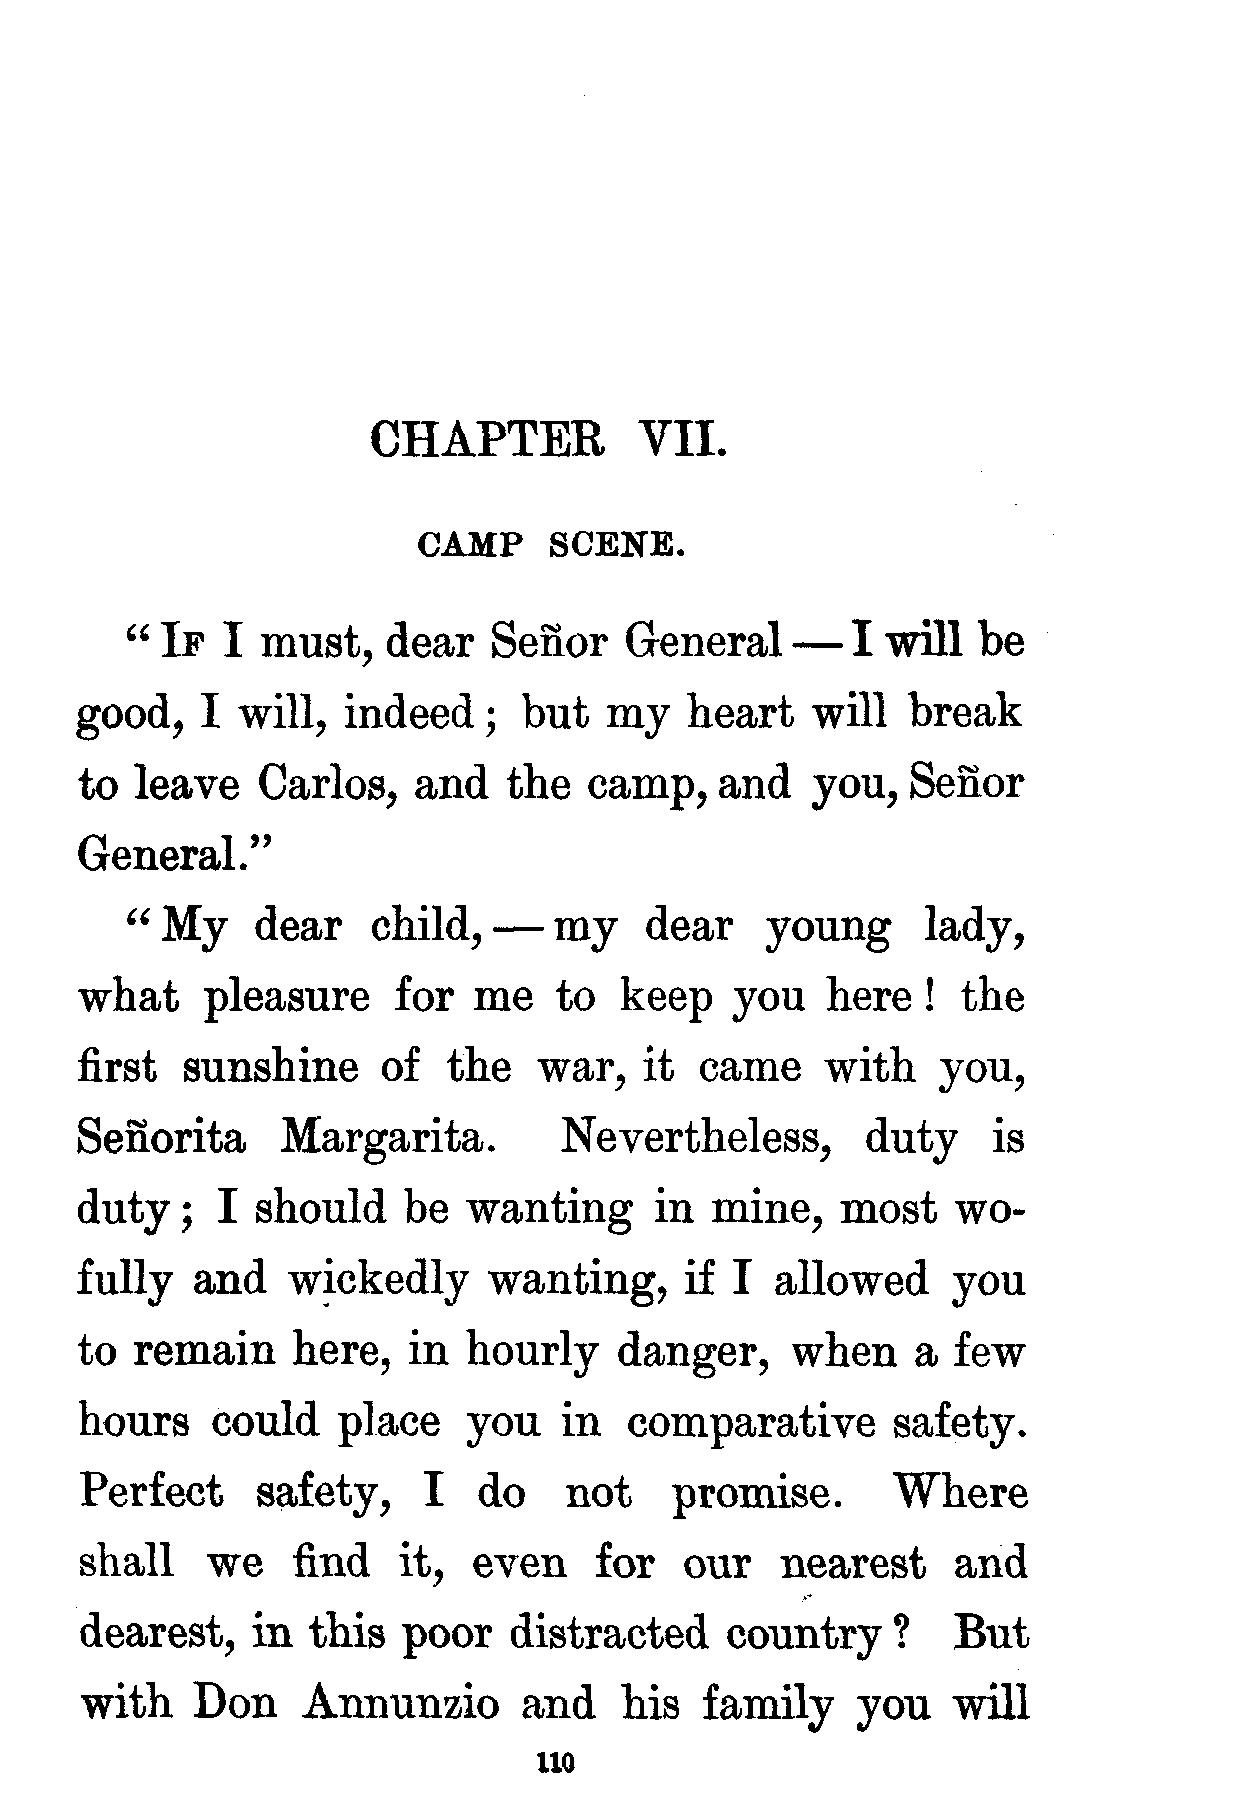 CHAPTER VII.
CAMP SCENE.
“ IF I must, dear Señor General — I will be
good, I will, indeed ; but my heart will break
to leave Carlos, and the camp, and you, Señor
General.”
“ My dear child, — my dear young lady,
what pleasure for me to keep you here ! the
first sunshine of the war, it came with you,
Señorita Margarita. Nevertheless, duty is
duty ; I should be wanting in mine, most wo-
fully and wickedly wanting, if I allowed you
to remain here, in hourly danger, when a few
hours could place you in comparative safety.
Perfect safety, I do not promise. Where
shall we find it, even for our nearest and
dearest, in this poor distracted country ? But
with Don Annunzio and his family you will
110